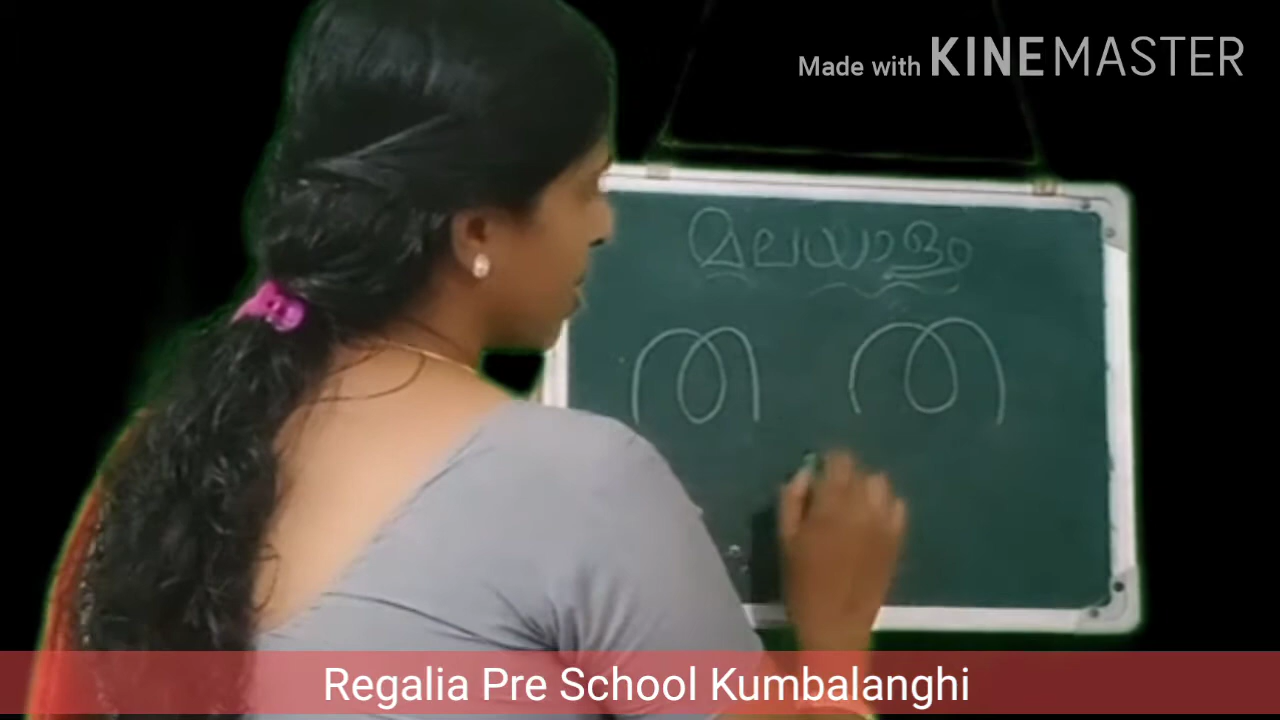 Made with KINEMASTER
മലയാളം
ത ത
Regalia Pre School Kumbalanghi